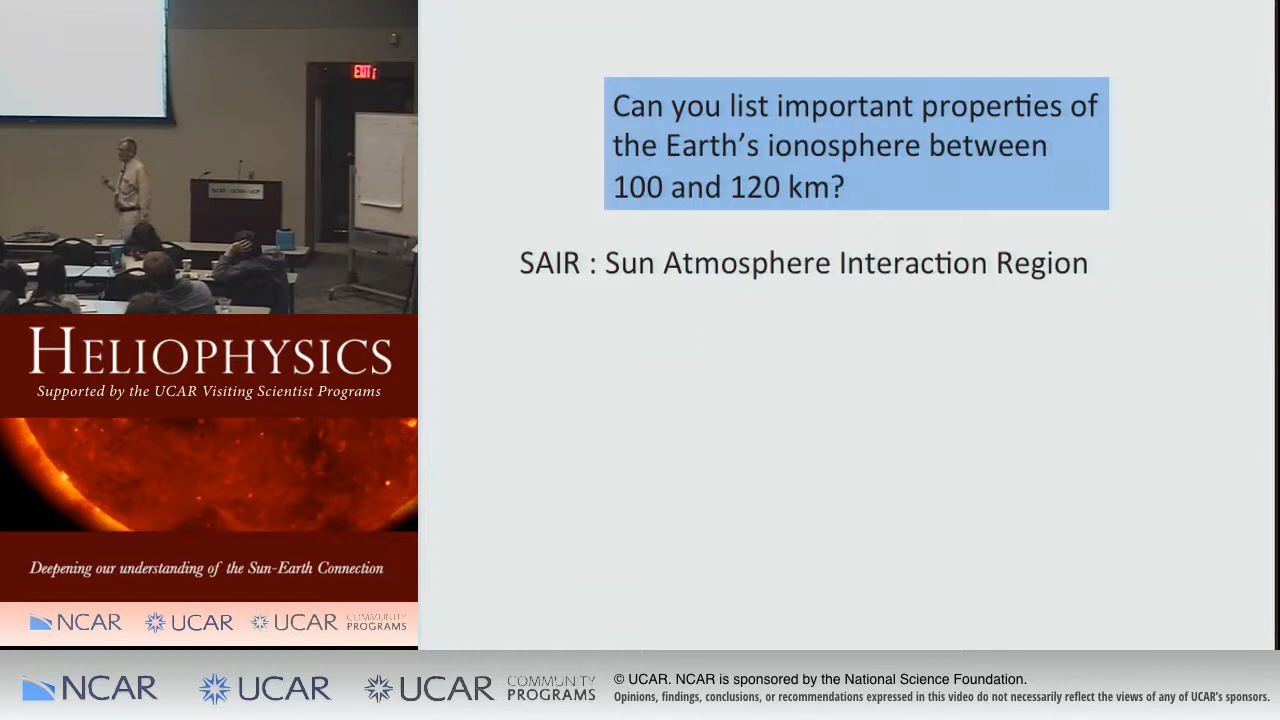 EXIT
NCAR · UCAR · UCP
Can you list important properties of
the Earth's ionosphere between
100 and 120 km?
SAIR : Sun Atmosphere Interaction Region
HELIOPHYSICS
Supported by the UCAR Visiting Scientist Programs
Deepening our understanding of the Sun-Earth Connection
NCAR UCAR UCAR COMMUNITY
PROGRAMS
NCAR UCAR UCAR COMMUNITY
PROGRAMS
© UCAR. NCAR is sponsored by the National Science Foundation.
Opinions, findings, conclusions, or recommendations expressed in this video do not necessarily reflect the views of any of UCAR's sponsors.